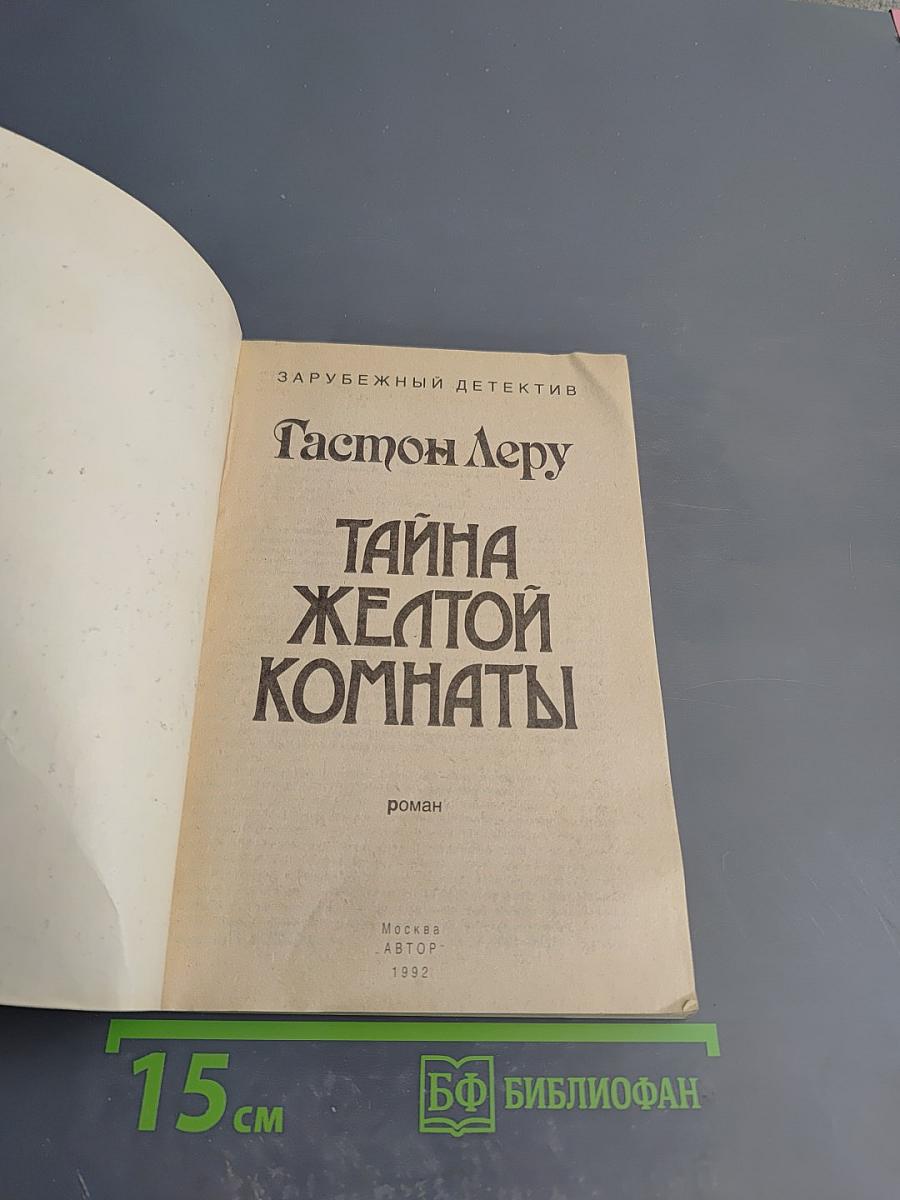 ЗАРУБЕЖНЫЙ ДЕТЕКТИВ
Гастон Леру
ТАЙНА
ЖЕЛТОЙ
КОМНАТЫ
роман
Москва
„АВТОР"
1992
15 см
БФ БИБЛИОФАН